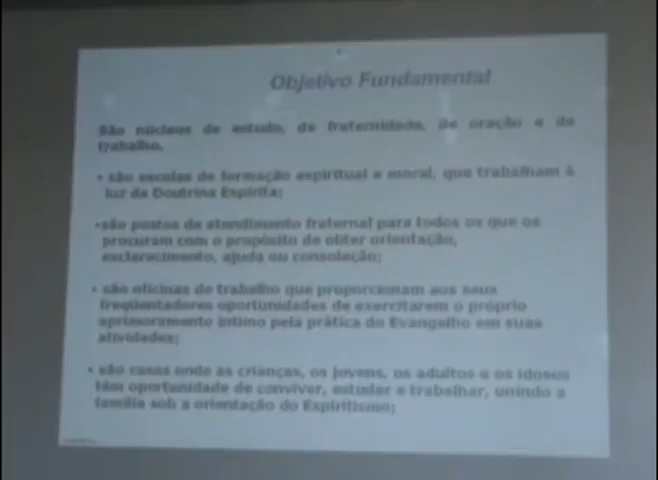 Objetivo Fundamental
São núcleos de estudo, de fraternidade, de oração e de
trabalho.
• são escolas de formação espiritual e moral, que trabalham à
luz da Doutrina Espírita;
•são postos de atendimento fraternal para todos os que os
procuram com o propósito de obter orientação,
esclarecimento, ajuda ou consolação;
• são oficinas de trabalho que proporcionam aos seus
freqüentadores oportunidades de exercitarem o próprio
aprimoramento íntimo pela prática do Evangelho em suas
atividades;
• são casas onde as crianças, os jovens, os adultos e os idosos
têm oportunidade de conviver, estudar e trabalhar, unindo a
família sob a orientação do Espiritismo;